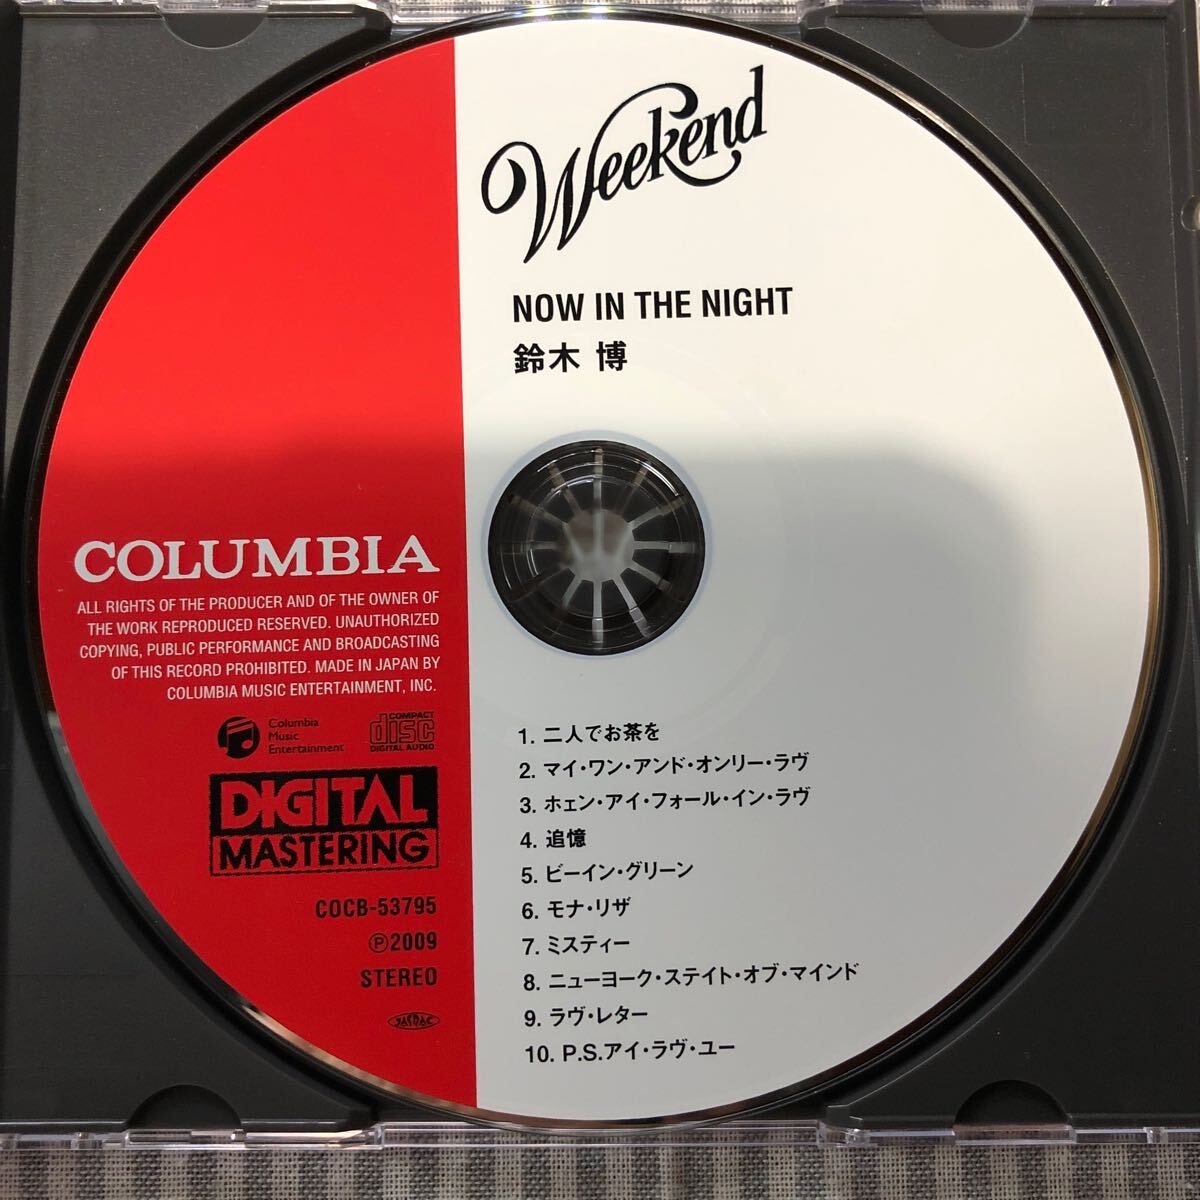 Weekend
NOW IN THE NIGHT
鈴木 博
COLUMBIA
ALL RIGHTS OF THE PRODUCER AND OF THE OWNER OF
THE WORK REPRODUCED RESERVED. UNAUTHORIZED
COPYING, PUBLIC PERFORMANCE AND BROADCASTING
OF THIS RECORD PROHIBITED. MADE IN JAPAN BY
COLUMBIA MUSIC ENTERTAINMENT, INC.
Columbia
Music
Entertainment
COMPACT
disc
DIGITAL AUDIO
DIGITAL
MASTERING
COCB-53795
Ⓟ2009
STEREO
JASRAC
1. 二人でお茶を
2. マイ・ワン・アンド・オンリー・ラヴ
3. ホェン・アイ・フォール・イン・ラヴ
4. 追憶
5. ビーイン・グリーン
6. モナ・リザ
7. ミスティー
8. ニューヨーク・ステイト・オブ・マインド
9. ラヴ・レター
10. P.S.アイ・ラヴ・ユー